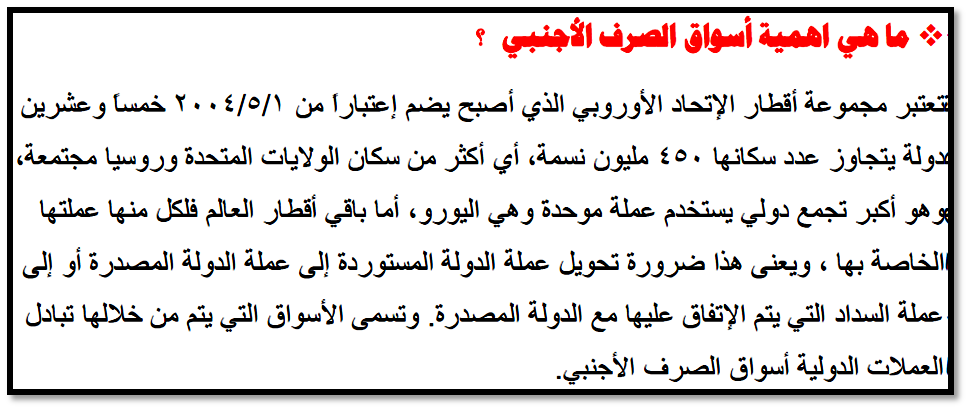 ❖ ما هي اهمية أسواق الصرف الأجنبي ؟
تعتبر مجموعة أقطار الإتحاد الأوروبي الذي أصبح يضم إعتباراً من ٢٠٠٤/٥/١ خمساً وعشرين
دولة يتجاوز عدد سكانها ٤٥٠ مليون نسمة، أي أكثر من سكان الولايات المتحدة وروسيا مجتمعة،
وهو أكبر تجمع دولي يستخدم عملة موحدة وهي اليورو، أما باقي أقطار العالم فلكل منها عملتها
الخاصة بها ، ويعنى هذا ضرورة تحويل عملة الدولة المستوردة إلى عملة الدولة المصدرة أو إلى
عملة السداد التي يتم الإتفاق عليها مع الدولة المصدرة. وتسمى الأسواق التي يتم من خلالها تبادل
العملات الدولية أسواق الصرف الأجنبي.